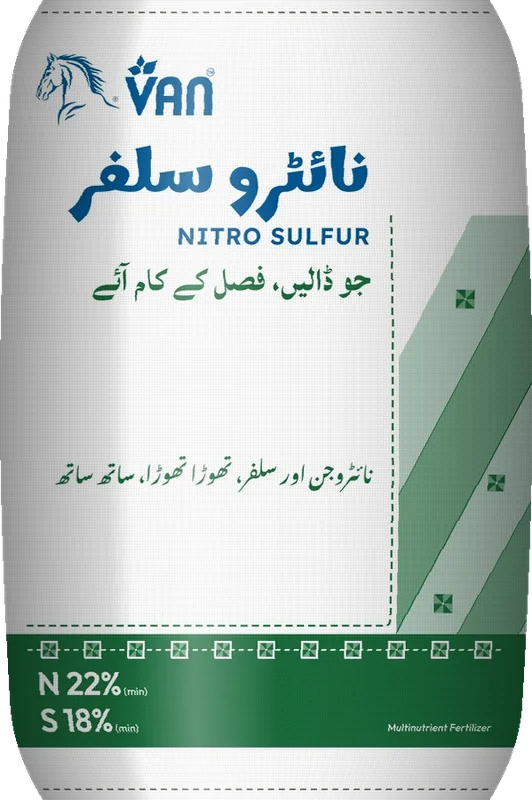 VAN™
®
نائٹرو سلفر
NITRO SULFUR
جو ڈالیں، فصل کے کام آئے
نائٹروجن اور سلفر، تھوڑا تھوڑا، ساتھ ساتھ
N 22% (min)
S 18% (min)
Multinutrient Fertilizer